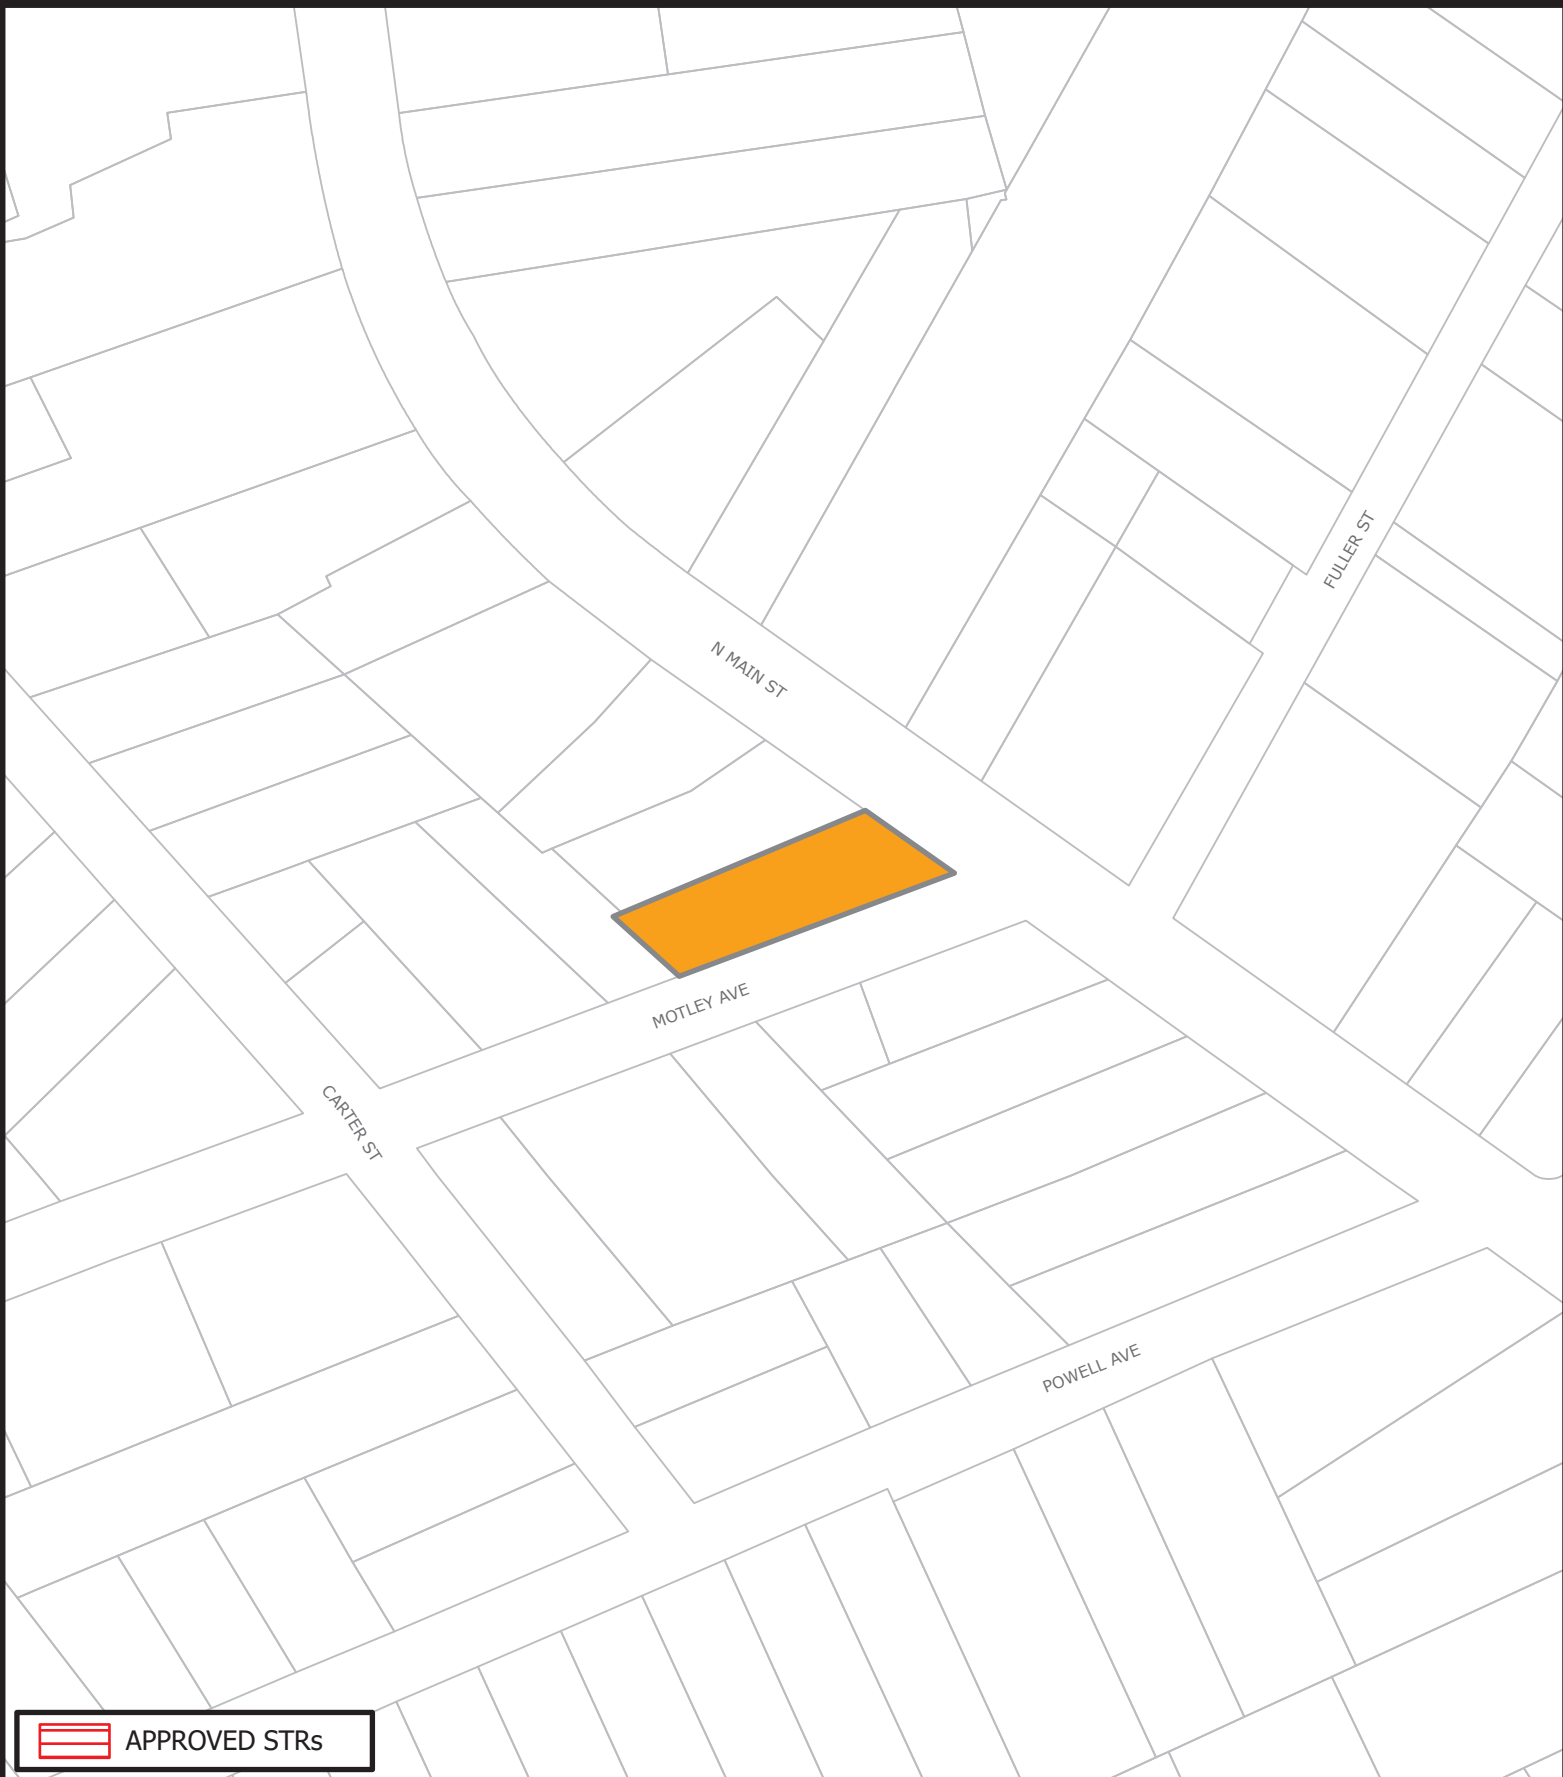 FULLER ST
N MAIN ST
MOTLEY AVE
CARTER ST
POWELL AVE
APPROVED STRs